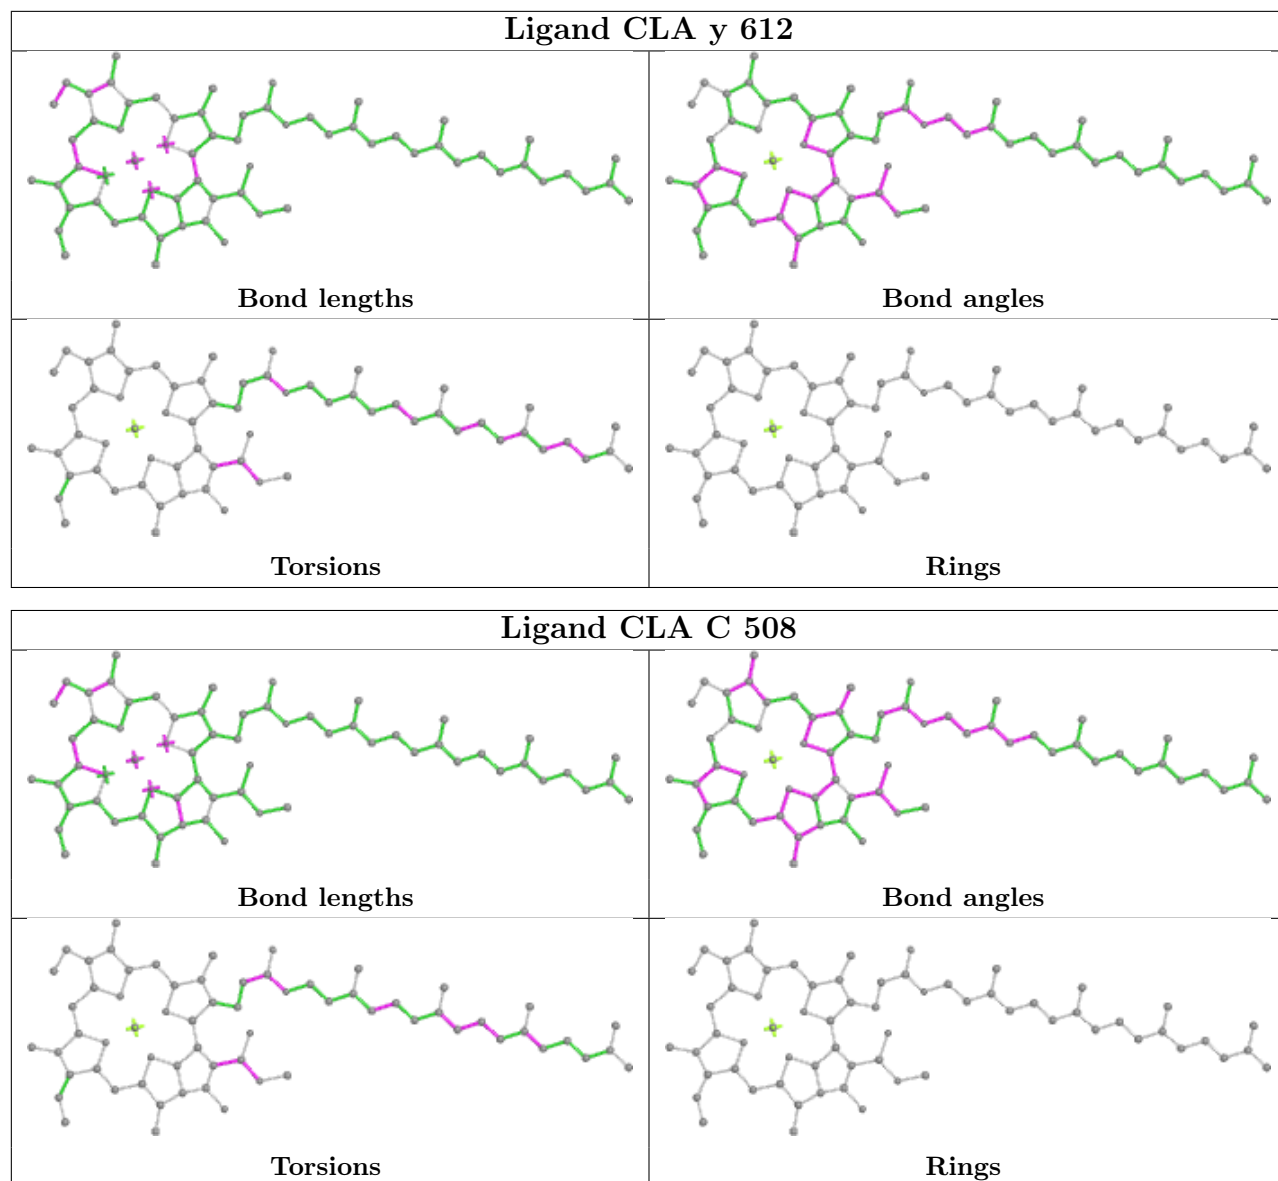 Ligand CLA y 612
Bond lengths
Bond angles
Torsions
Rings
Ligand CLA C 508
Bond lengths
Bond angles
Torsions
Rings